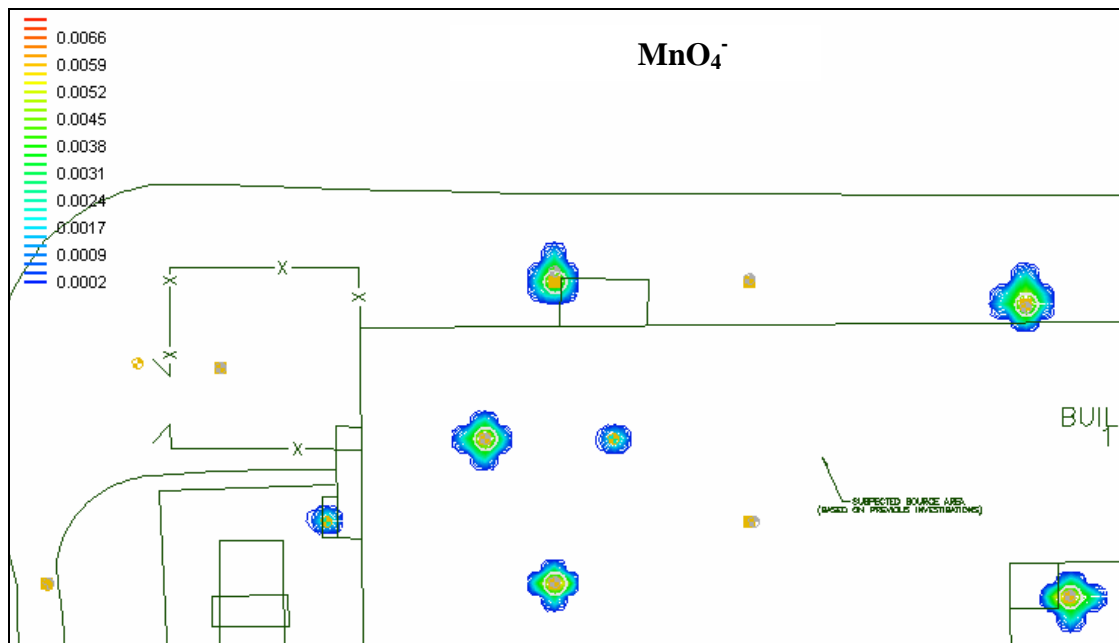 MnO₄⁻
0.0066
0.0059
0.0052
0.0045
0.0038
0.0031
0.0024
0.0017
0.0009
0.0002
X
X
X
X
X
BUIL
1
SUSPECTED SOURCE AREA
(BASED ON PREVIOUS INVESTIGATIONS)